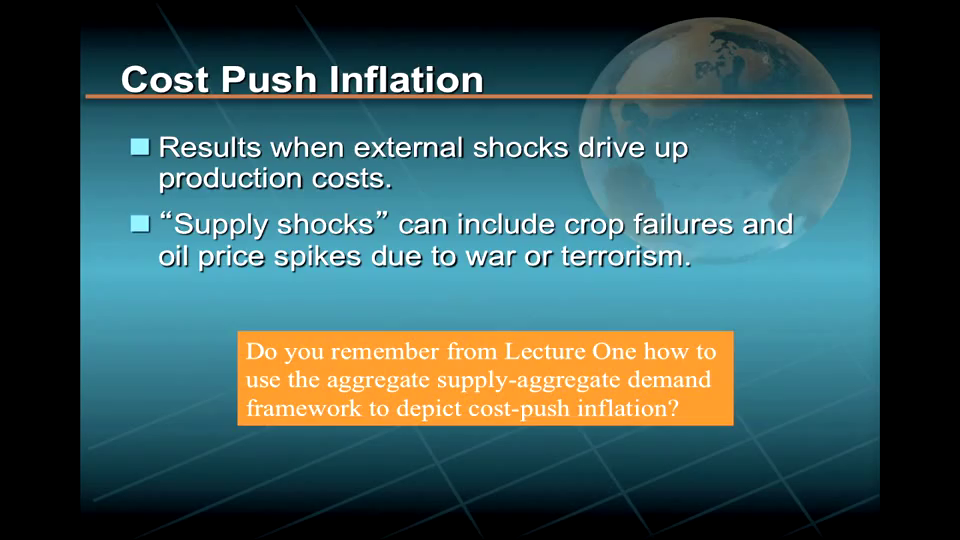 Cost Push Inflation
Results when external shocks drive up
production costs.
“Supply shocks” can include crop failures and
oil price spikes due to war or terrorism.
Do you remember from Lecture One how to
use the aggregate supply-aggregate demand
framework to depict cost-push inflation?